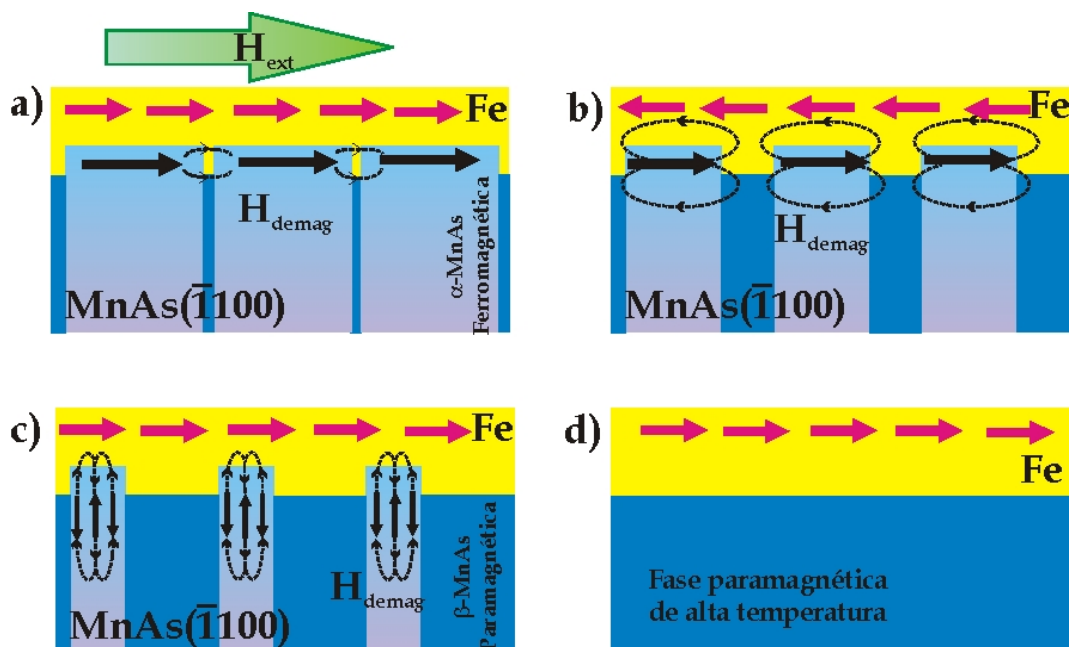 H_ext
a)
Fe
H_demag
α-MnAs
Ferromagnética
MnAs(1̅100)
b)
Fe
H_demag
MnAs(1̅100)
c)
Fe
H_demag
β-MnAs
Paramagnética
MnAs(1̅100)
d)
Fe
Fase paramagnética
de alta temperatura